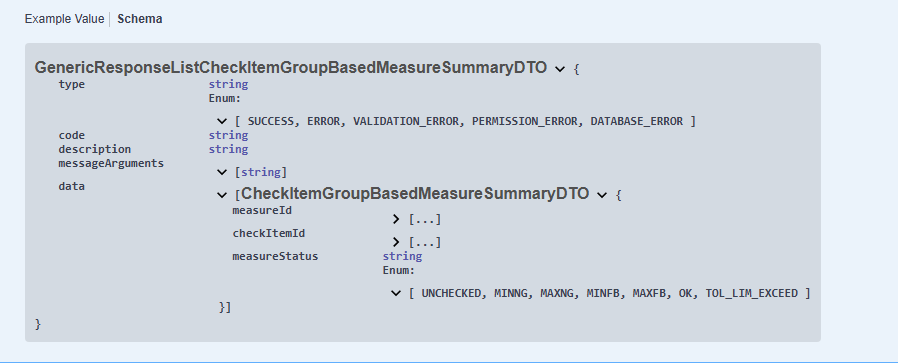 Example Value Schema
GenericResponseListCheckItemGroupBasedMeasureSummaryDTO {
type string
Enum:
[ SUCCESS, ERROR, VALIDATION_ERROR, PERMISSION_ERROR, DATABASE_ERROR ]
code string
description string
messageArguments
[string]
data
[CheckItemGroupBasedMeasureSummaryDTO {
measureId
[...]
checkItemId
[...]
measureStatus string
Enum:
[ UNCHECKED, MINNG, MAXNG, MINFB, MAXFB, OK, TOL_LIM_EXCEED ]
}]
}